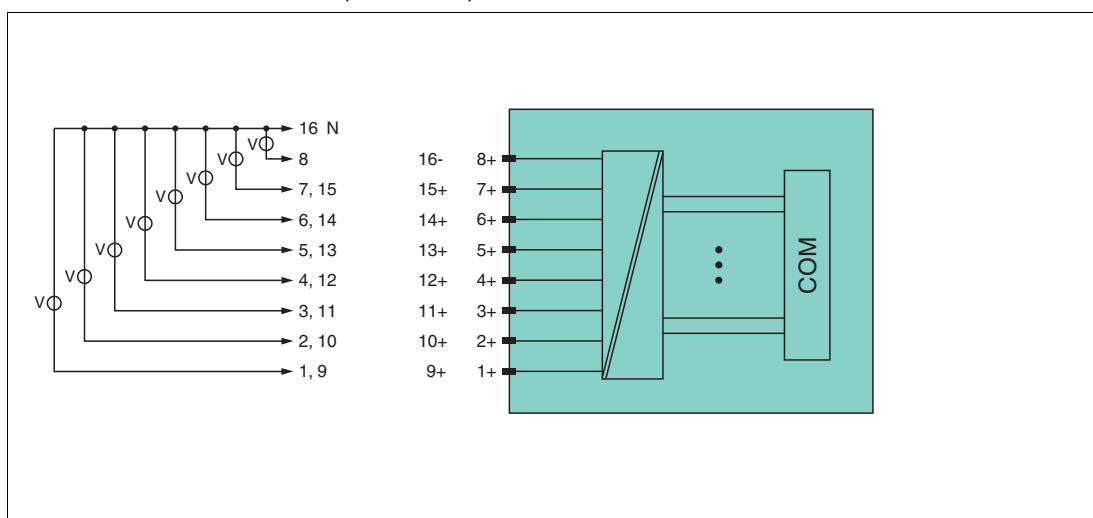 16 N
V 8 16- 8+
V 7, 15 15+ 7+
V 6, 14 14+ 6+
V 5, 13 13+ 5+
V 4, 12 12+ 4+
V 3, 11 11+ 3+
V 2, 10 10+ 2+
V 1, 9 9+ 1+
COM